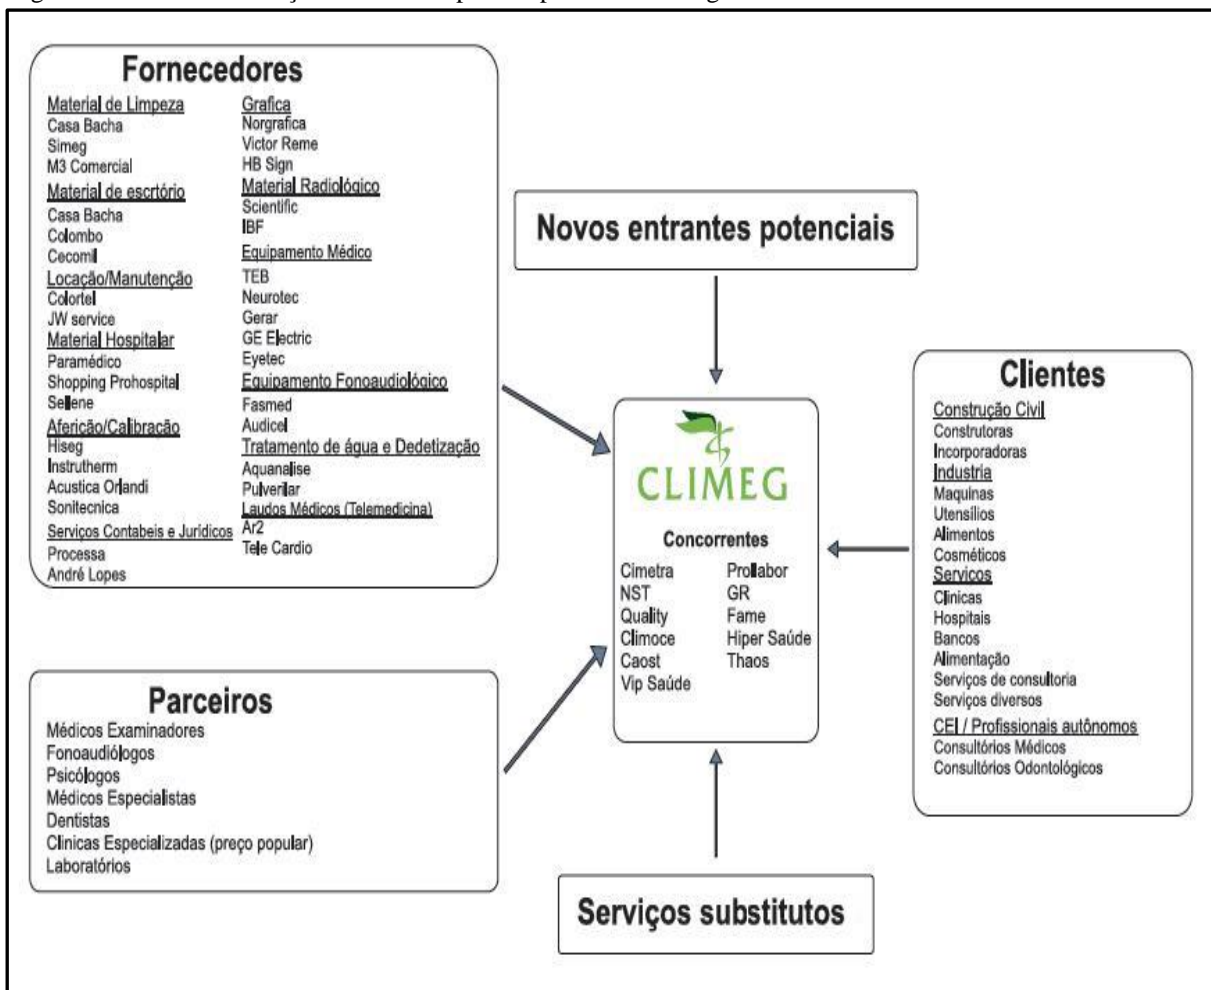 Fornecedores
Material de Limpeza
Casa Bacha
Simeg
M3 Comercial
Material de escrtório
Casa Bacha
Colombo
Cecomil
Locação/Manutenção
Colortel
JW service
Material Hospitalar
Paramédico
Shopping Prohospital
Sellene
Aferição/Calibração
Hiseg
Instrutherm
Acustica Orlandi
Sonitecnica
Serviços Contabeis e Jurídicos
Processa
André Lopes
Grafica
Norgrafica
Victor Reme
HB Sign
Material Radiológico
Scientific
IBF
Equipamento Médico
TEB
Neurotec
Gerar
GE Electric
Eyetec
Equipamento Fonoaudiológico
Fasmed
Audicel
Tratamento de água e Dedetização
Aquanalise
Pulverilar
Laudos Médicos (Telemedicina)
Ar2
Tele Cardio
Novos entrantes potenciais
CLIMEG
Concorrentes
Cimetra
NST
Quality
Climoce
Caost
Vip Saúde
Prollabor
GR
Fame
Hiper Saúde
Thaos
Clientes
Construção Civil
Construtoras
Incorporadoras
Industria
Maquinas
Utensílios
Alimentos
Cosméticos
Servicos
Clinicas
Hospitais
Bancos
Alimentação
Serviços de consultoria
Serviços diversos
CEI / Profissionais autônomos
Consultórios Médicos
Consultórios Odontológicos
Parceiros
Médicos Examinadores
Fonoaudiólogos
Psicólogos
Médicos Especialistas
Dentistas
Clinicas Especializadas (preço popular)
Laboratórios
Serviços substitutos